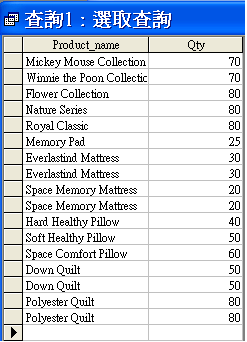 查詢1：選取查詢
Product_name Qty
Mickey Mouse Collection 70
Winnie the Poon Collectic 70
Flower Collection 80
Nature Series 80
Royal Classic 80
Memory Pad 25
Everlastind Mattress 30
Everlastind Mattress 30
Space Memory Mattress 20
Space Memory Mattress 20
Hard Healthy Pillow 40
Soft Healthy Pillow 50
Space Comfort Pillow 60
Down Quilt 50
Down Quilt 50
Polyester Quilt 80
Polyester Quilt 80